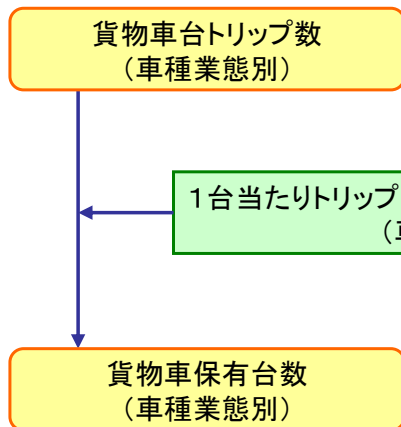 貨物車台トリップ数
（車種業態別）
１台当たりトリップ
（
貨物車保有台数
（車種業態別）